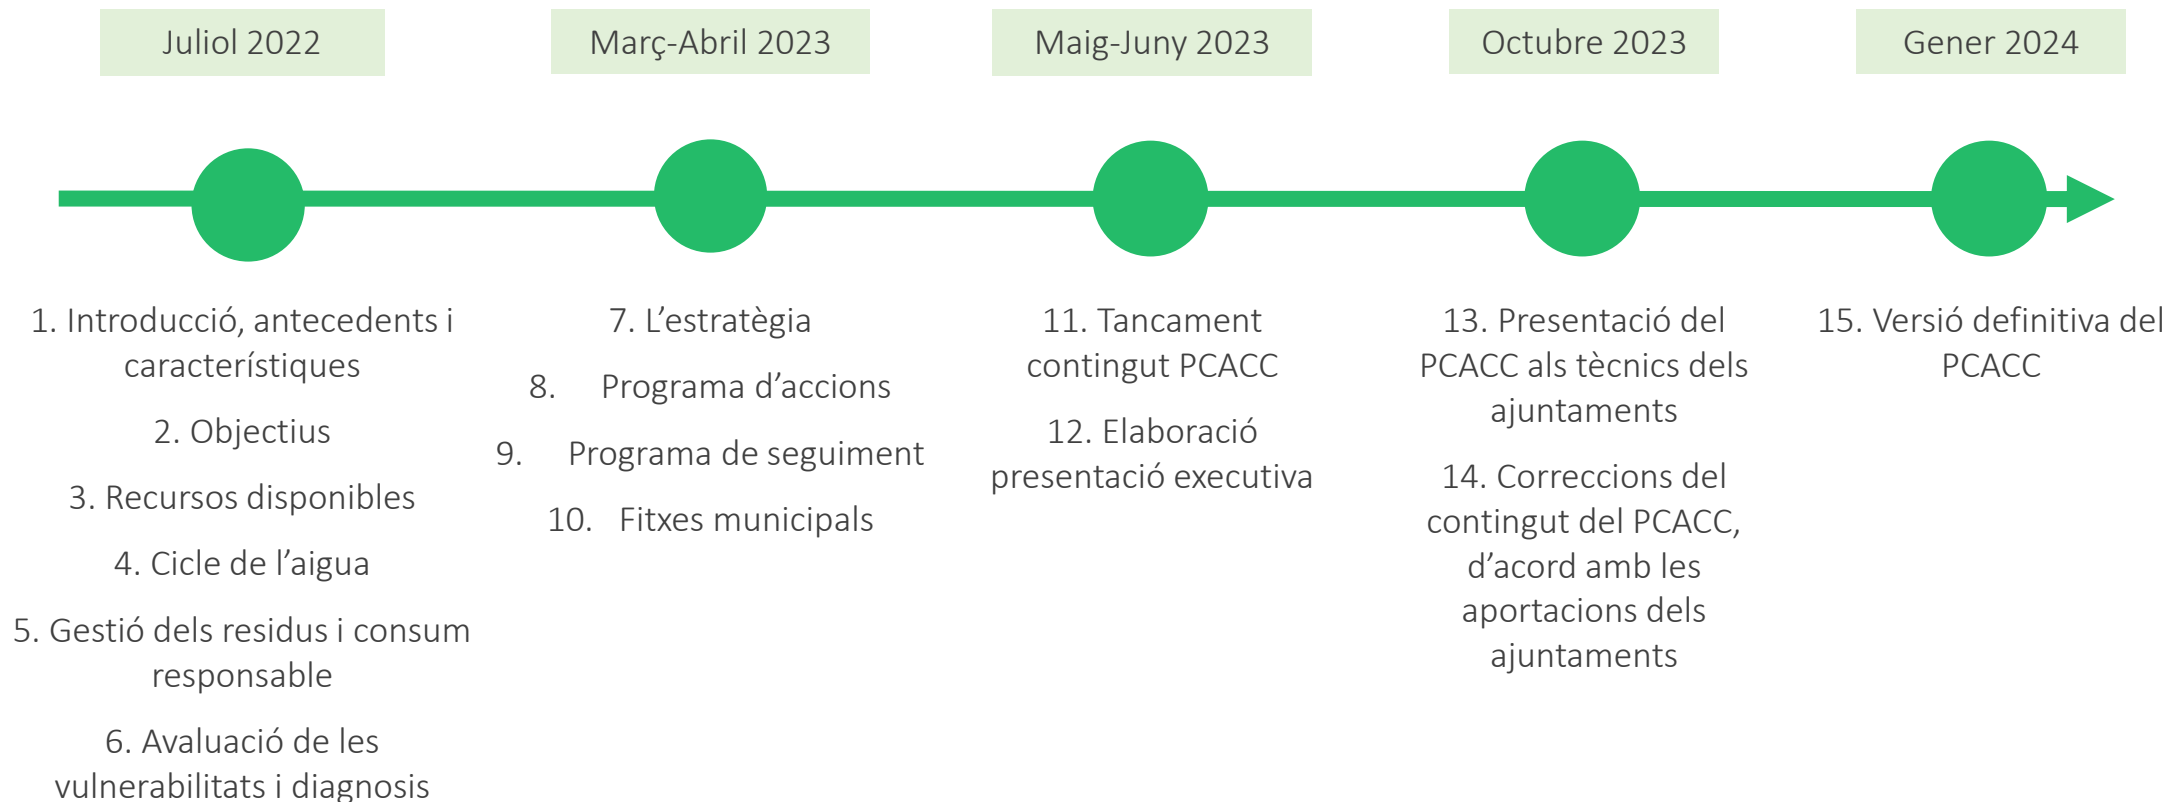 Juliol 2022
Març-Abril 2023
Maig-Juny 2023
Octubre 2023
Gener 2024
1. Introducció, antecedents i
característiques
2. Objectius
3. Recursos disponibles
4. Cicle de l’aigua
5. Gestió dels residus i consum
responsable
6. Avaluació de les
vulnerabilitats i diagnosis
7. L’estratègia
8. Programa d’accions
9. Programa de seguiment
10. Fitxes municipals
11. Tancament
contingut PCACC
12. Elaboració
presentació executiva
13. Presentació del
PCACC als tècnics dels
ajuntaments
14. Correccions del
contingut del PCACC,
d’acord amb les
aportacions dels
ajuntaments
15. Versió definitiva del
PCACC